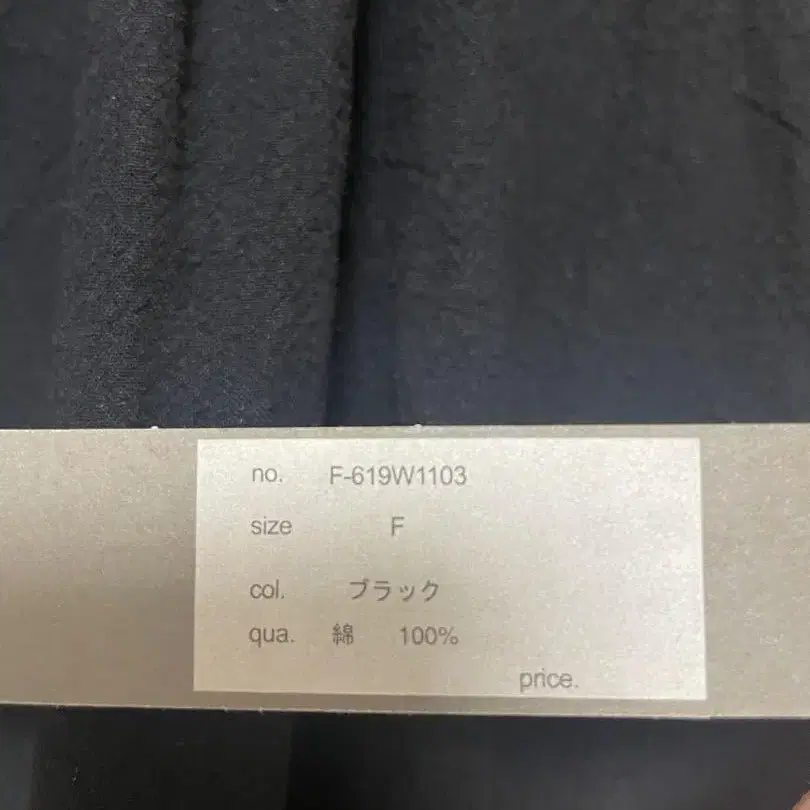 no. F-619W1103
size F
col. ブラック
qua. 綿 100%
price.